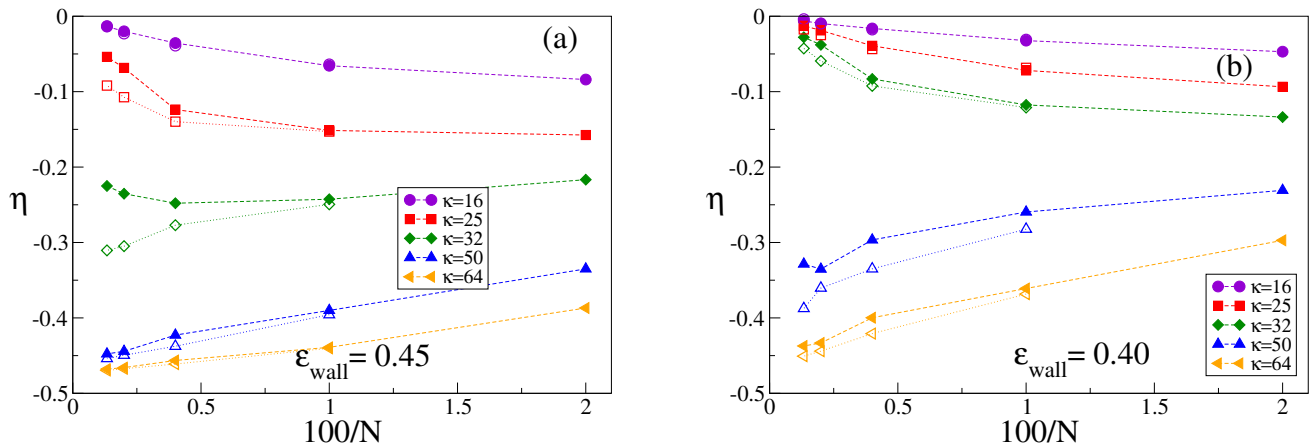 0
-0.1
-0.2
-0.3
-0.4
-0.5
η
(a)
κ=16
κ=25
κ=32
κ=50
κ=64
ε_wall = 0.45
0 0.5 1 1.5 2
100/N
0
-0.1
-0.2
-0.3
-0.4
-0.5
η
(b)
κ=16
κ=25
κ=32
κ=50
κ=64
ε_wall = 0.40
0 0.5 1 1.5 2
100/N